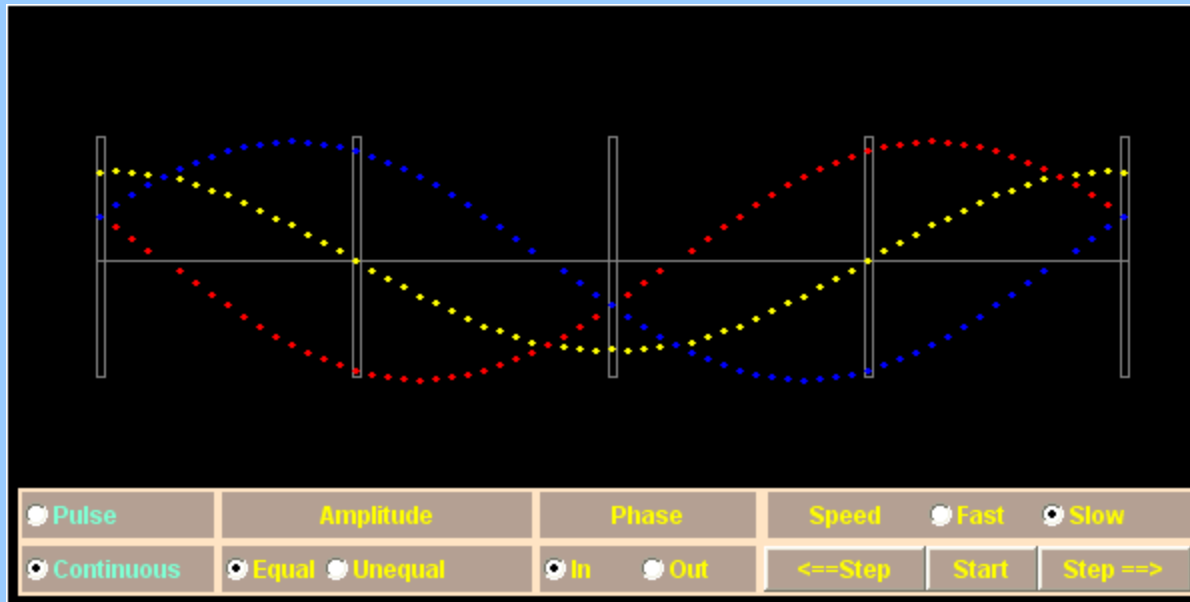 Pulse Amplitude Phase Speed Fast Slow
Continuous Equal Unequal In Out <==Step Start Step ==>